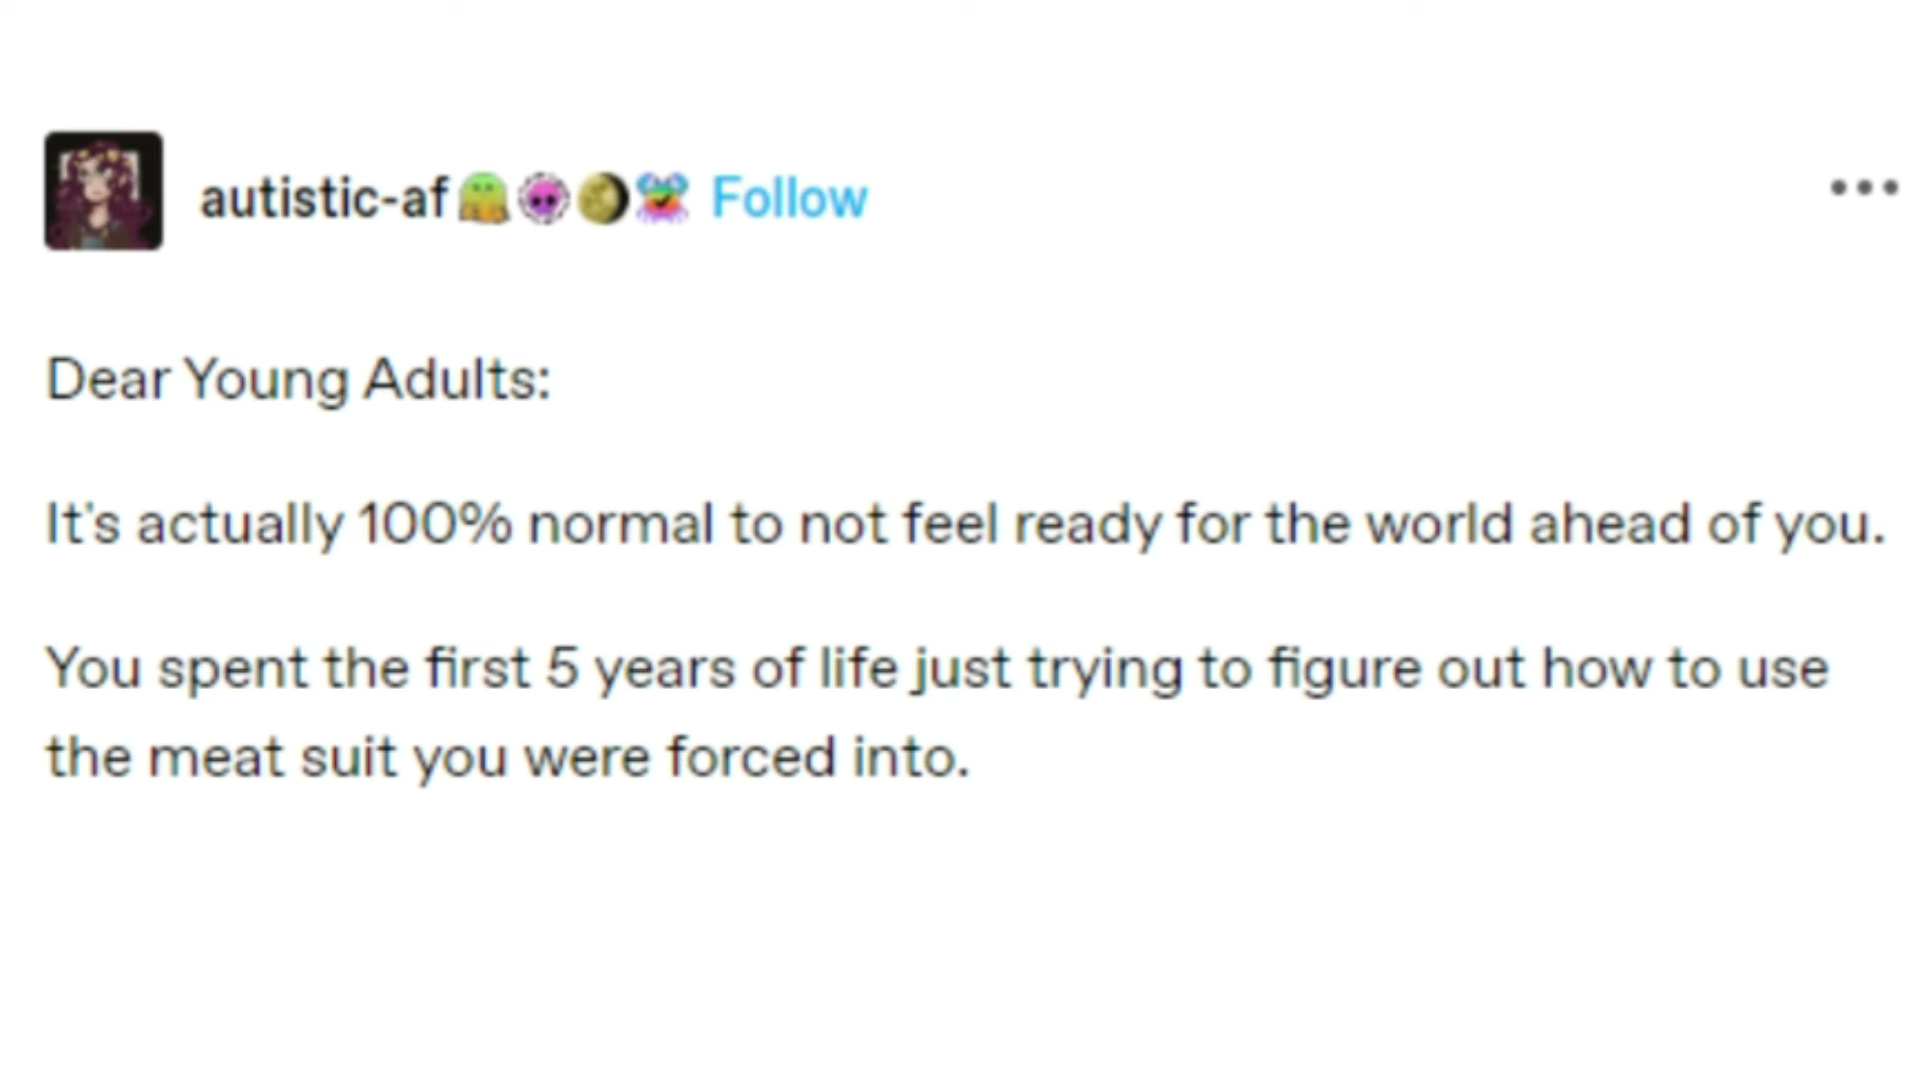 autistic-af Follow
Dear Young Adults:
It's actually 100% normal to not feel ready for the world ahead of you.
You spent the first 5 years of life just trying to figure out how to use
the meat suit you were forced into.